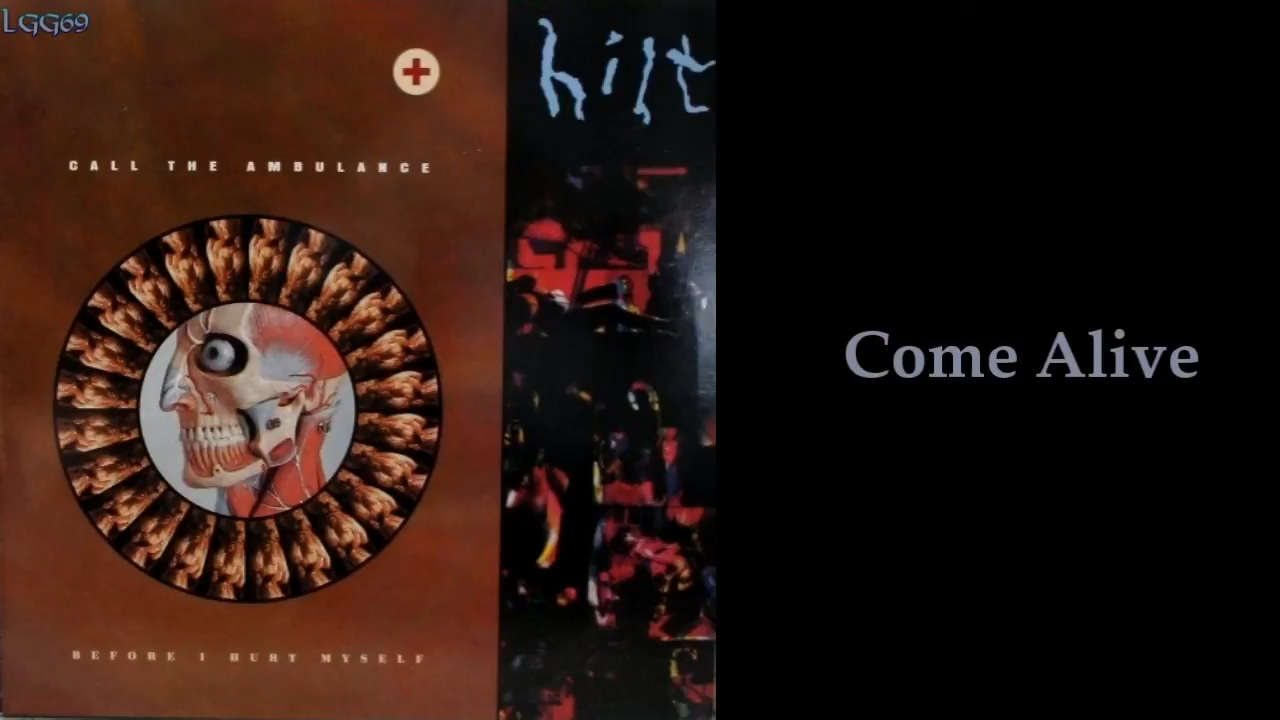 LGG69
hilt
CALL THE AMBULANCE
BEFORE I HURT MYSELF
Come Alive